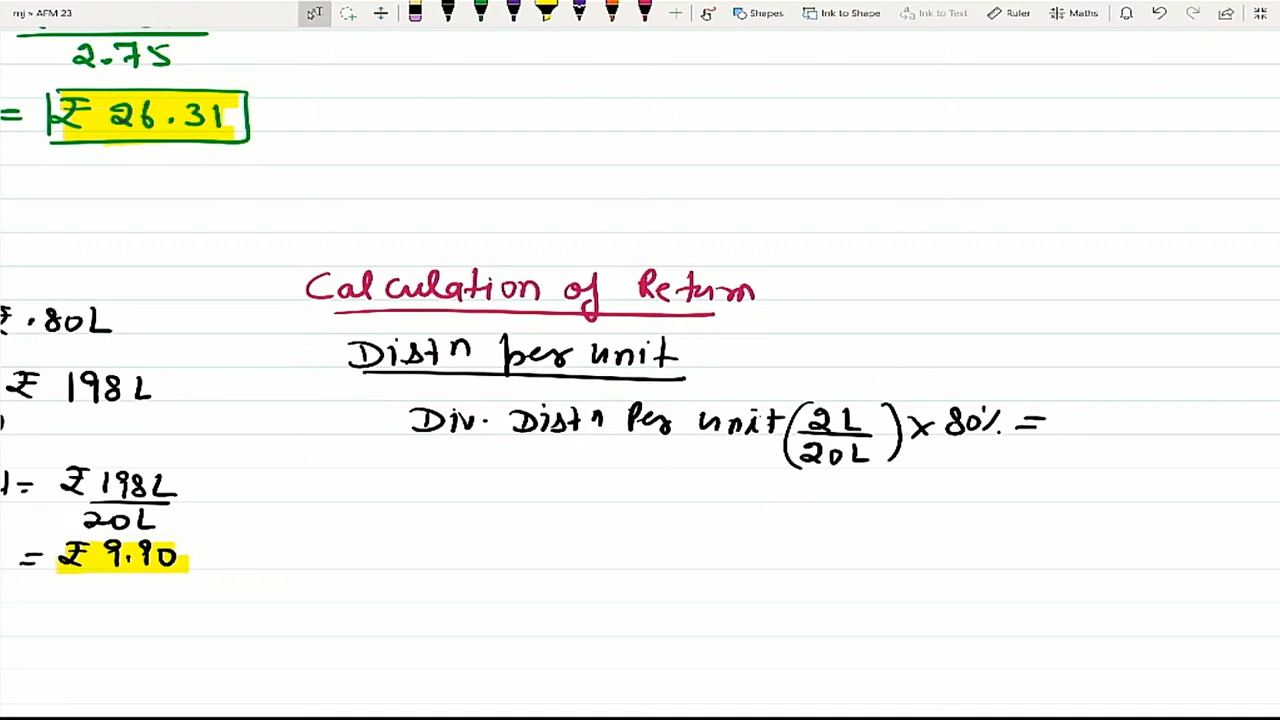 mj » AFM 23
Shapes Ink to Shape Ink to Text Ruler Maths
2.75
= ₹ 26.31
₹.80L
₹ 198L
= ₹ 198L
20L
= ₹ 9.90
Calculation of Return
Distn per unit
Div. Distn Per unit (2L/20L) × 80% =